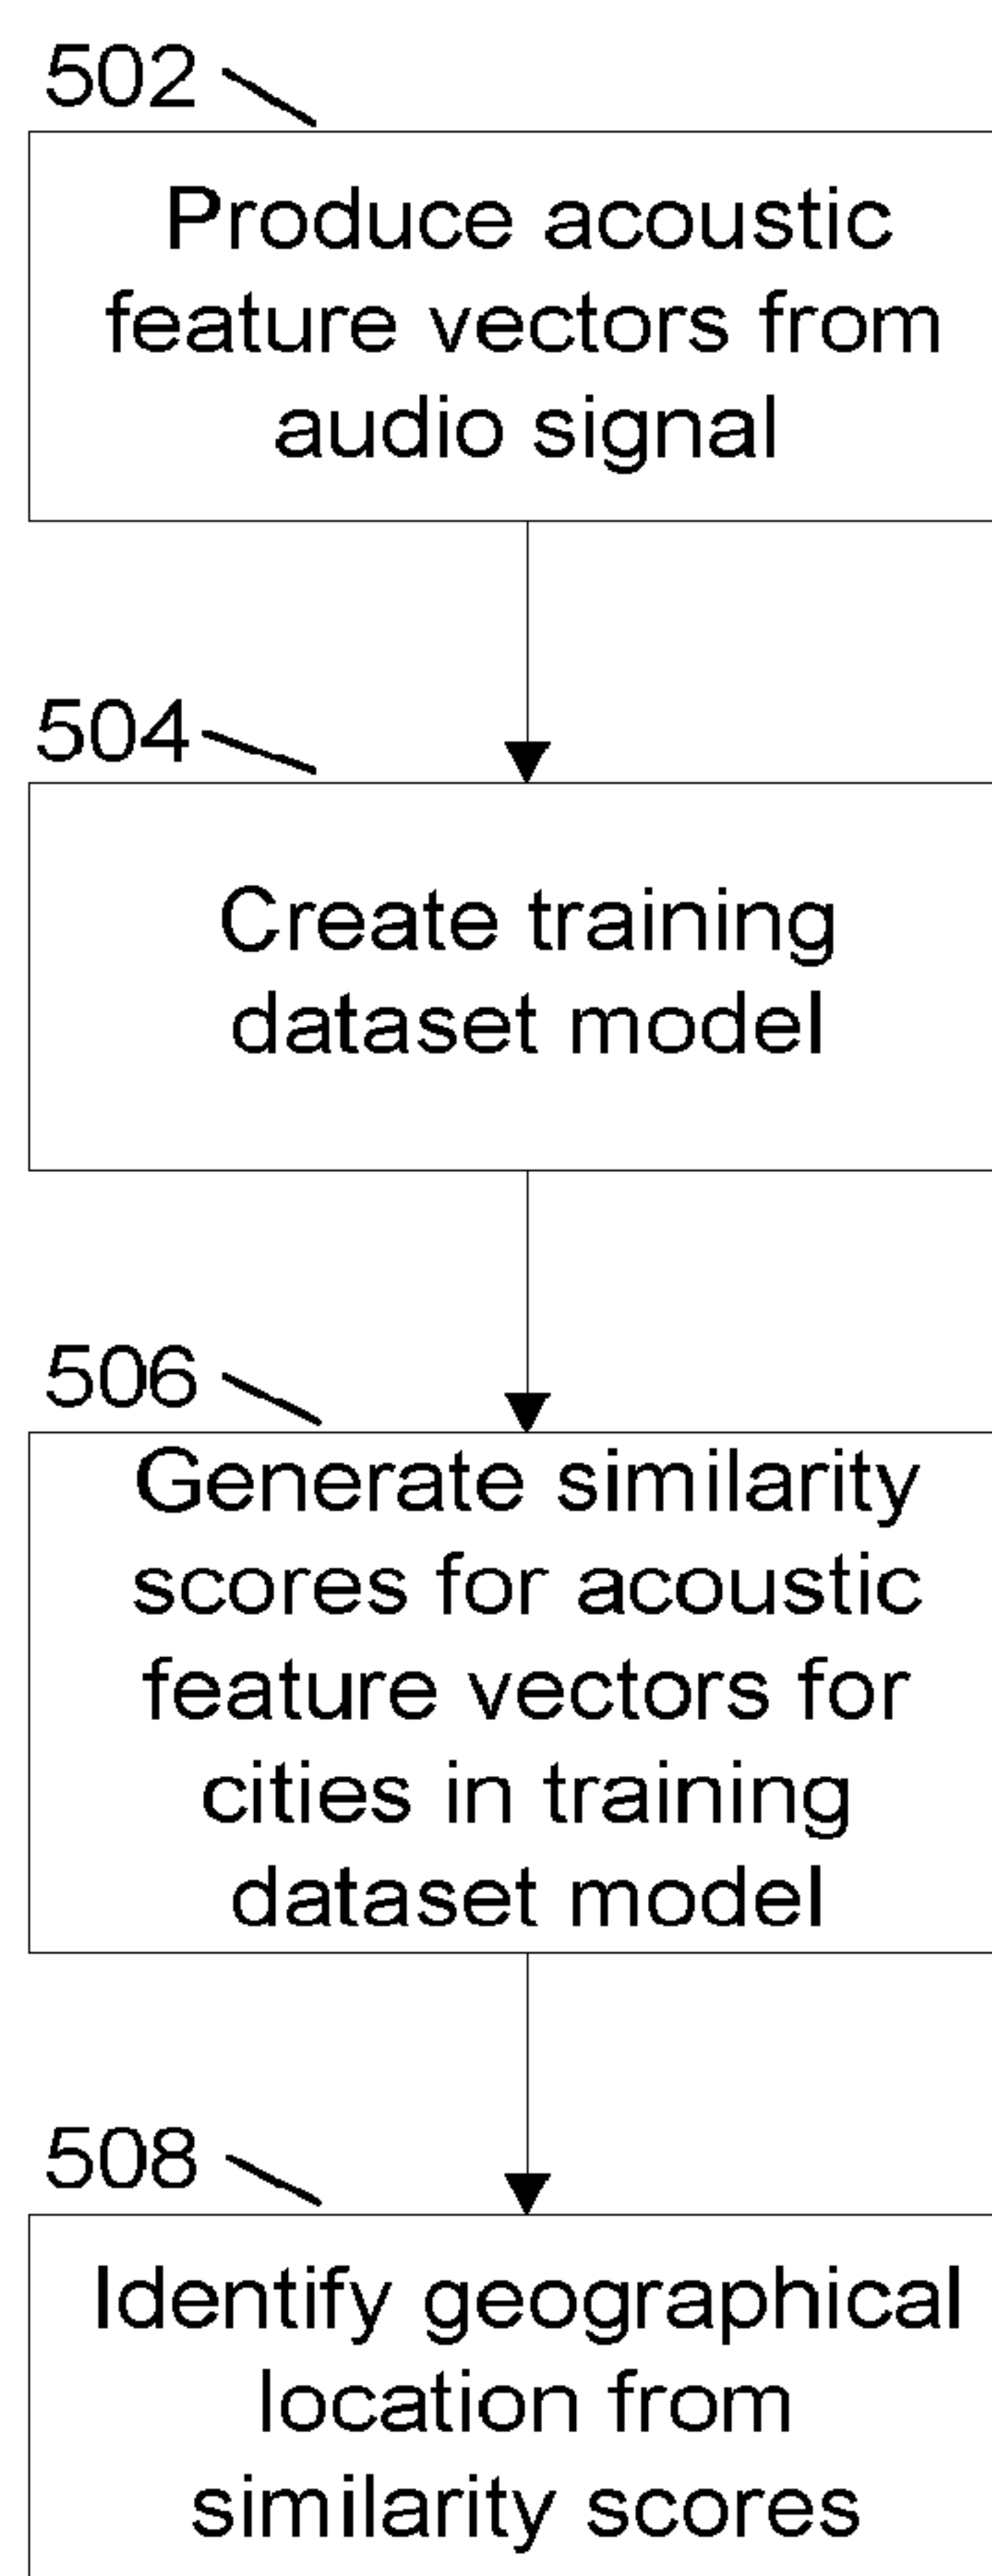 502
Produce acoustic
feature vectors from
audio signal
504
Create training
dataset model
506
Generate similarity
scores for acoustic
feature vectors for
cities in training
dataset model
508
Identify geographical
location from
similarity scores